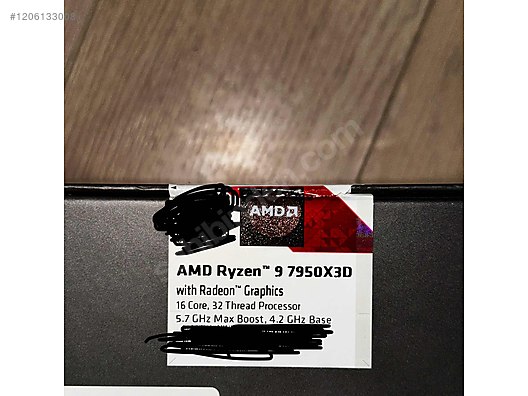 #1206133003
AMD
AMD Ryzen™ 9 7950X3D
with Radeon™ Graphics
16 Core, 32 Thread Processor
5.7 GHz Max Boost, 4.2 GHz Base